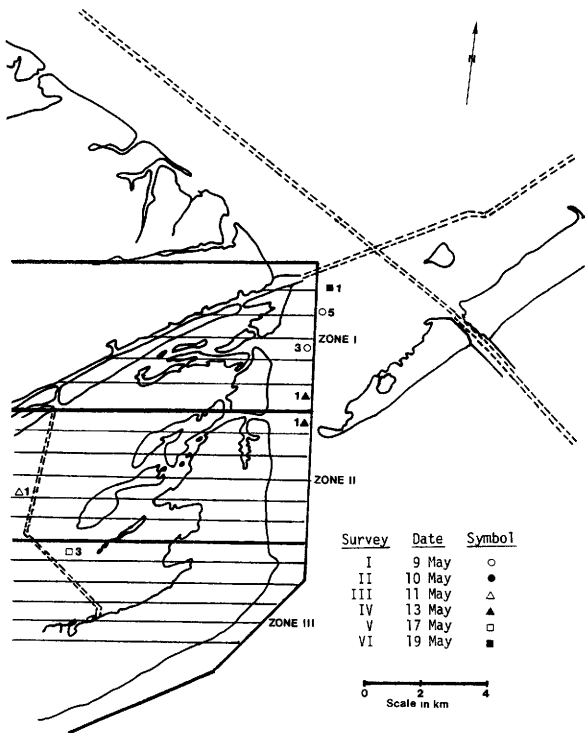 N
■1
○5
ZONE I
3○
1▲
1▲
ZONE II
△1
□3
ZONE III
Survey Date Symbol
I 9 May ○
II 10 May ●
III 11 May △
IV 13 May ▲
V 17 May □
VI 19 May ■
0 2 4
Scale in km